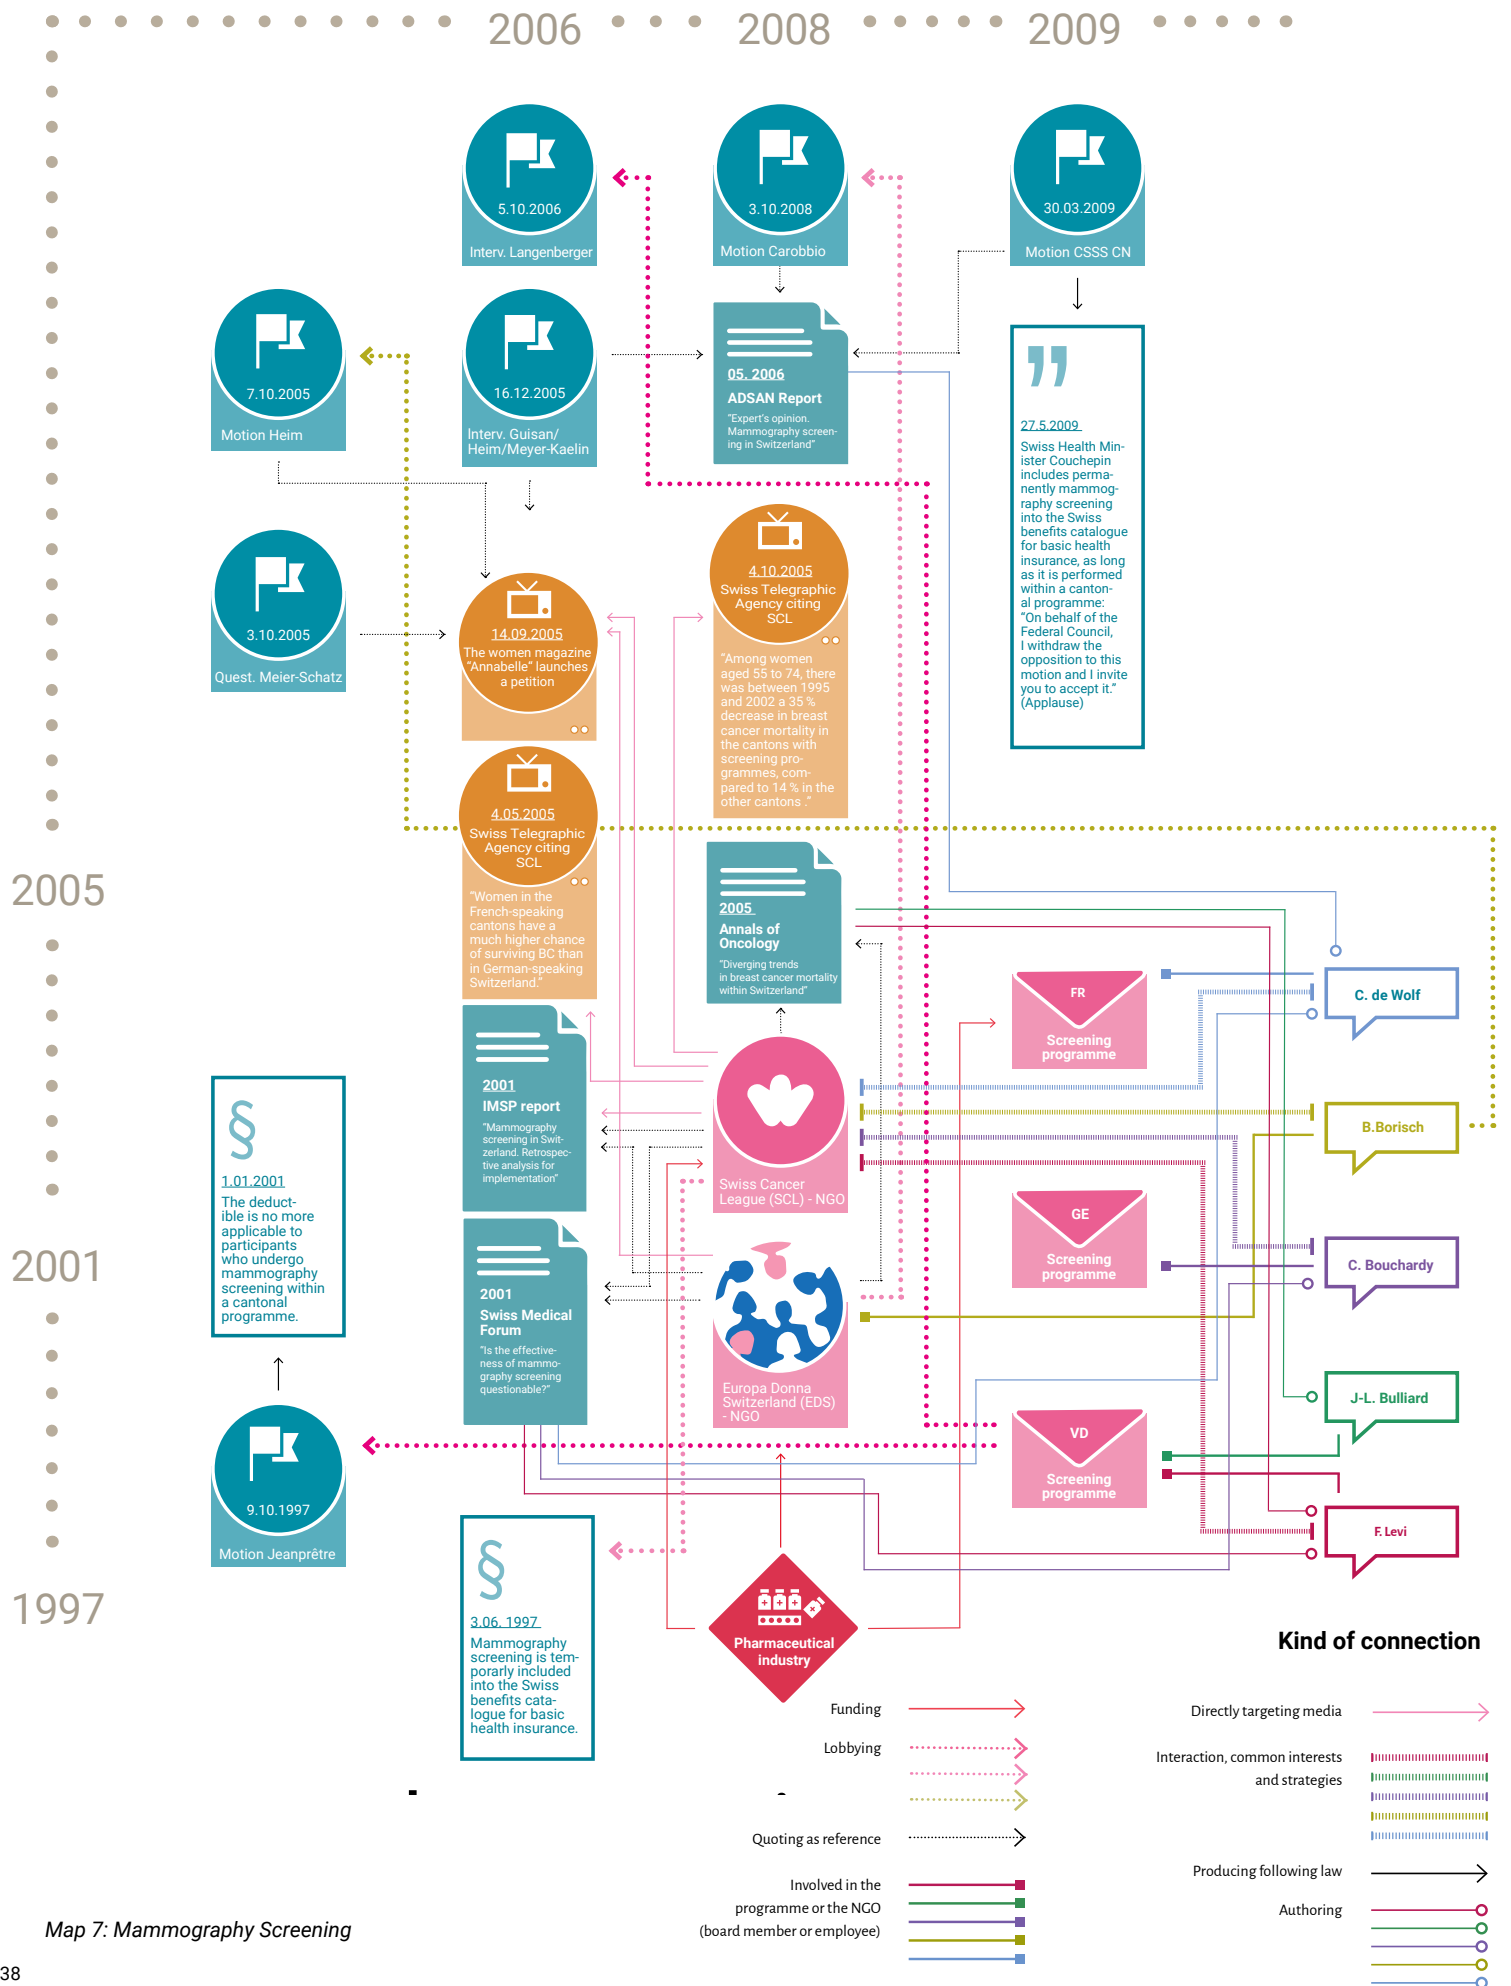 2006
2008
2009
5.10.2006
Interv. Langenberger
3.10.2008
Motion Carobbio
30.03.2009
Motion CSSS CN
7.10.2005
Motion Heim
16.12.2005
Interv. Guisan/
Heim/Meyer-Kaelin
05. 2006
ADSAN Report
"Expert's opinion.
Mammography screen-
ing in Switzerland"
27.5.2009
Swiss Health Min-
ister Couchepin
includes perma-
nently mammog-
raphy screening
into the Swiss
benefits catalogue
for basic health
insurance, as long
as it is performed
within a canton-
al programme:
"On behalf of the
Federal Council,
I withdraw the
opposition to this
motion and I invite
you to accept it."
(Applause)
3.10.2005
Quest. Meier-Schatz
14.09.2005
The women magazine
"Annabelle" launches
a petition
4.10.2005
Swiss Telegraphic
Agency citing
SCL
"Among women
aged 55 to 74, there
was between 1995
and 2002 a 35 %
decrease in breast
cancer mortality in
the cantons with
screening pro-
grammes, com-
pared to 14 % in the
other cantons ."
4.05.2005
Swiss Telegraphic
Agency citing
SCL
"Women in the
French-speaking
cantons have a
much higher chance
of surviving BC than
in German-speaking
Switzerland."
2005
2005
Annals of
Oncology
"Diverging trends
in breast cancer mortality
within Switzerland"
FR
Screening
programme
C. de Wolf
2001
IMSP report
"Mammography
screening in Swit-
zerland. Retrospec-
tive analysis for
implementation"
Swiss Cancer
League (SCL) - NGO
B.Borisch
§
1.01.2001
The deduct-
ible is no more
applicable to
participants
who undergo
mammography
screening within
a cantonal
programme.
GE
Screening
programme
C. Bouchardy
2001
2001
Swiss Medical
Forum
"Is the effective-
ness of mammo-
graphy screening
questionable?"
Europa Donna
Switzerland (EDS)
- NGO
J-L. Bulliard
VD
Screening
programme
9.10.1997
Motion Jeanprêtre
F. Levi
§
3.06. 1997
Mammography
screening is tem-
porarly included
into the Swiss
benefits cata-
logue for basic
health insurance.
1997
Pharmaceutical
industry
Kind of connection
Funding
Lobbying
Quoting as reference
Involved in the
programme or the NGO
(board member or employee)
Directly targeting media
Interaction, common interests
and strategies
Producing following law
Authoring
Map 7: Mammography Screening
38